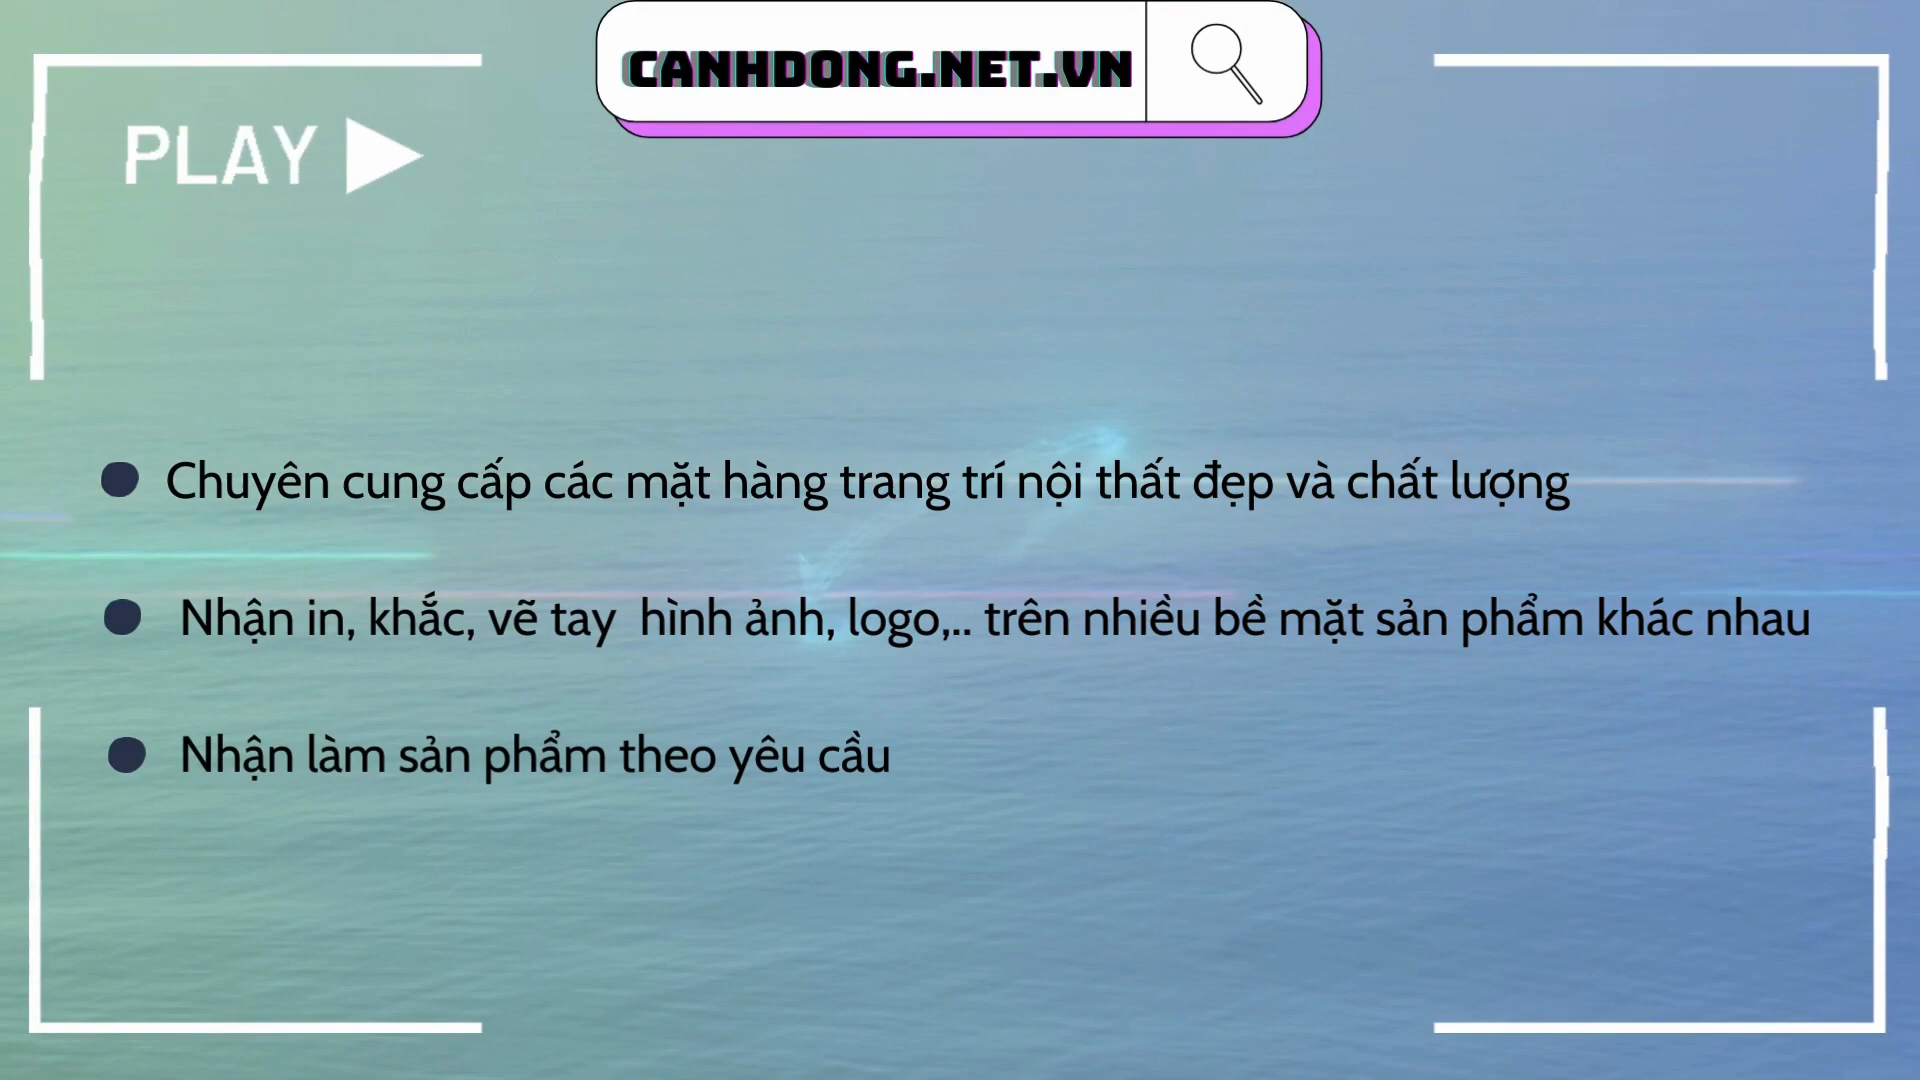 CANHDONG.NET.VN
PLAY
Chuyên cung cấp các mặt hàng trang trí nội thất đẹp và chất lượng
Nhận in, khắc, vẽ tay  hình ảnh, logo,.. trên nhiều bề mặt sản phẩm khác nhau
Nhận làm sản phẩm theo yêu cầu